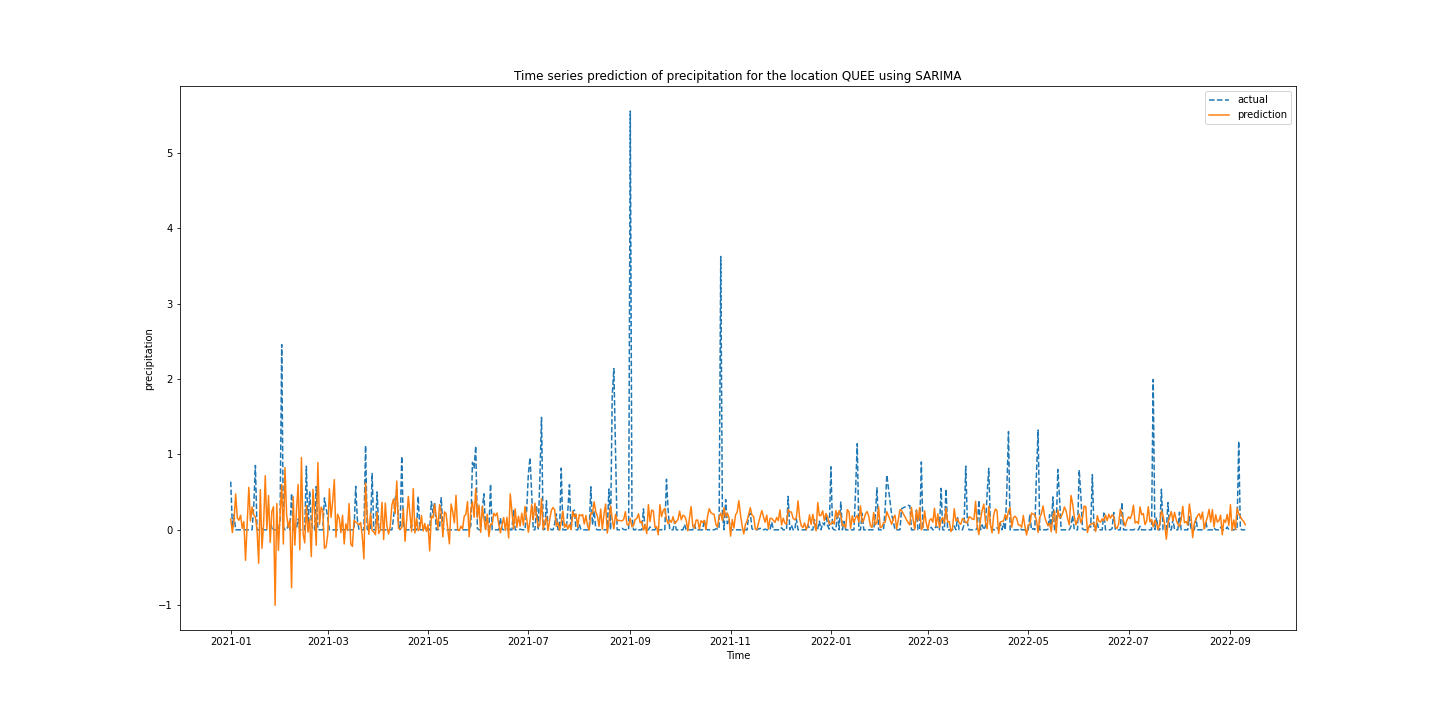 Time series prediction of precipitation for the location QUEE using SARIMA
actual
prediction
5
4
3
2
1
0
−1
precipitation
2021-01 2021-03 2021-05 2021-07 2021-09 2021-11 2022-01 2022-03 2022-05 2022-07 2022-09
Time